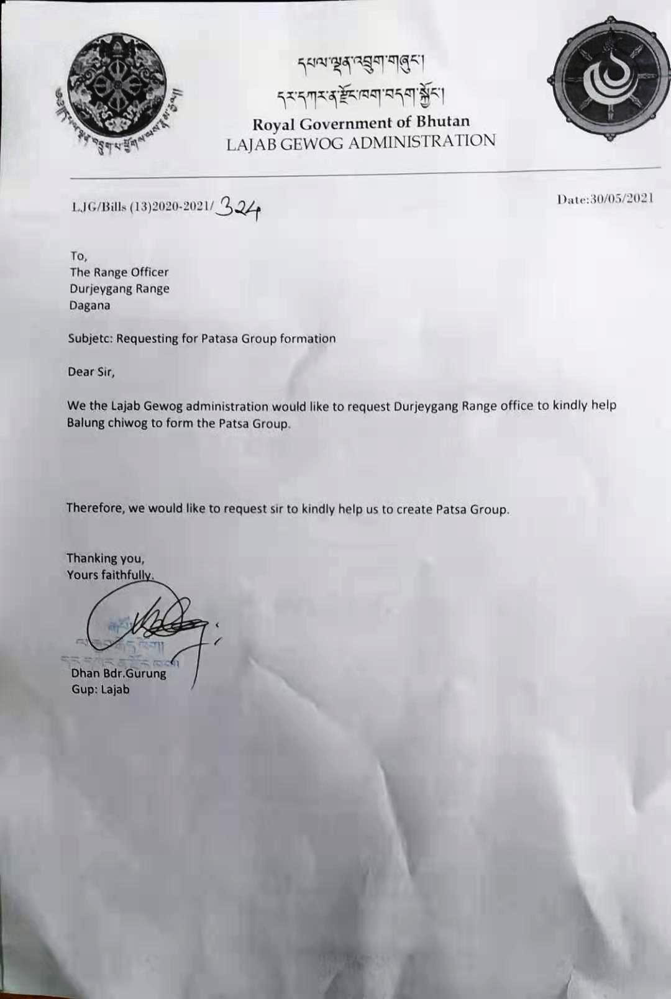 དཔལ་ལྡན་འབྲུག་གཞུང་།
དར་དཀར་ན་རྫོང་ཁག་བདག་སྐྱོང་།
Royal Government of Bhutan
LAJAB GEWOG ADMINISTRATION
LJG/Bills (13)2020-2021/ 324
Date:30/05/2021
To,
The Range Officer
Durjeygang Range
Dagana
Subjetc: Requesting for Patasa Group formation
Dear Sir,
We the Lajab Gewog administration would like to request Durjeygang Range office to kindly help
Balung chiwog to form the Patsa Group.
Therefore, we would like to request sir to kindly help us to create Patsa Group.
Thanking you,
Yours faithfully.
Dhan Bdr.Gurung
Gup: Lajab